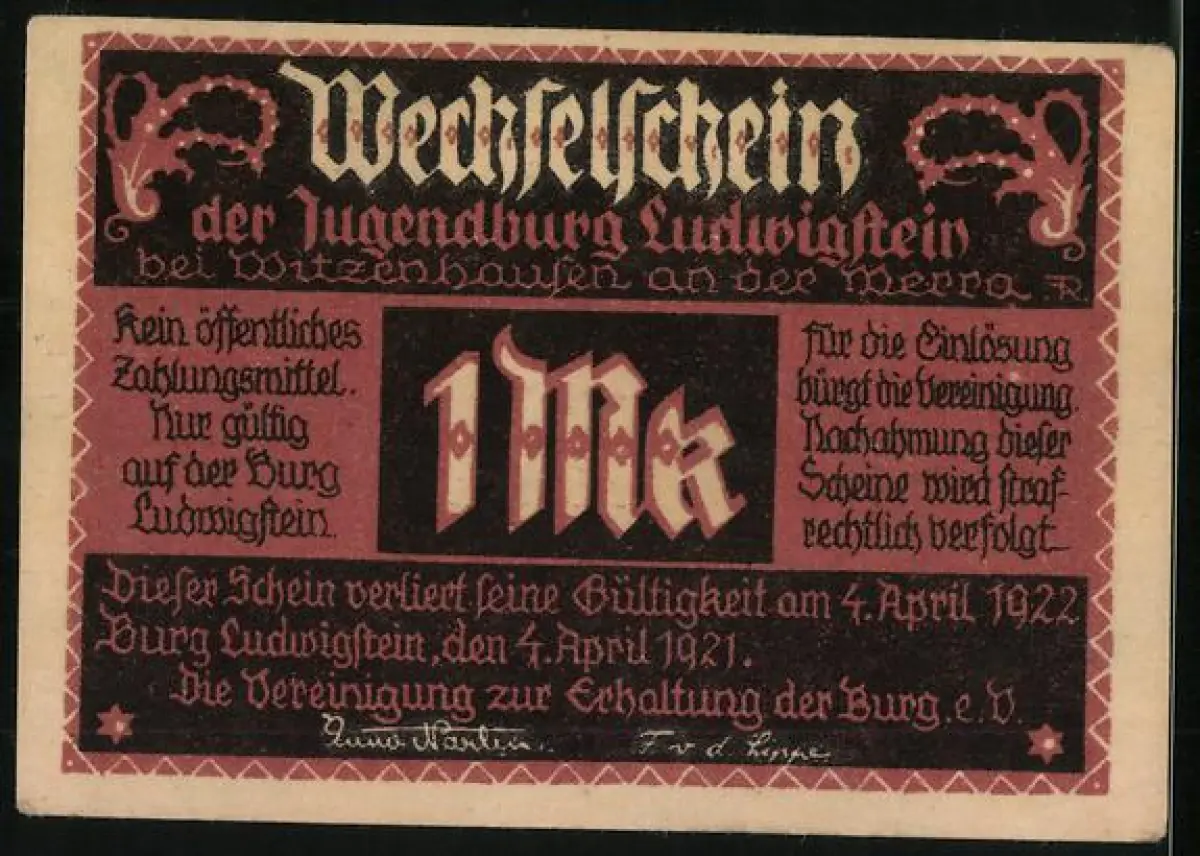 Wechselschein
der Jugendburg Ludwigstein
bei Witzenhausen an der Werra
Kein öffentliches
Zahlungsmittel.
Nur gültig
auf der Burg
Ludwigstein.
1 Mk
Für die Einlösung
bürgt die Vereinigung.
Nachahmung dieser
Scheine wird straf-
rechtlich verfolgt.
Dieser Schein verliert seine Gültigkeit am 4. April 1922
Burg Ludwigstein, den 4. April 1921.
Die Vereinigung zur Erhaltung der Burg. e. V.
F. v. d. Lippe.